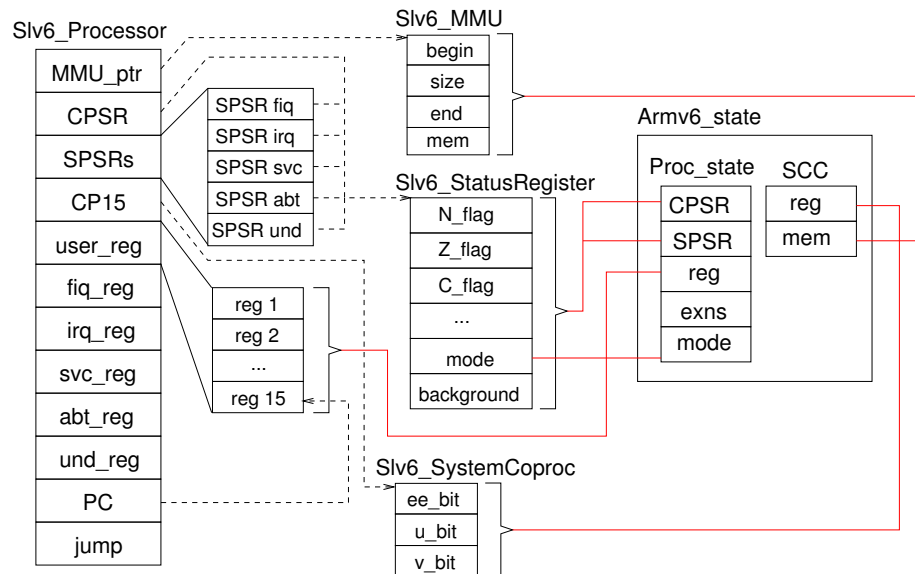 Slv6_Processor
MMU_ptr
CPSR
SPSRs
CP15
user_reg
fiq_reg
irq_reg
svc_reg
abt_reg
und_reg
PC
jump
SPSR fiq
SPSR irq
SPSR svc
SPSR abt
SPSR und
reg 1
reg 2
...
reg 15
Slv6_MMU
begin
size
end
mem
Slv6_StatusRegister
N_flag
Z_flag
C_flag
...
mode
background
Slv6_SystemCoproc
ee_bit
u_bit
v_bit
Armv6_state
Proc_state
CPSR
SPSR
reg
exns
mode
SCC
reg
mem